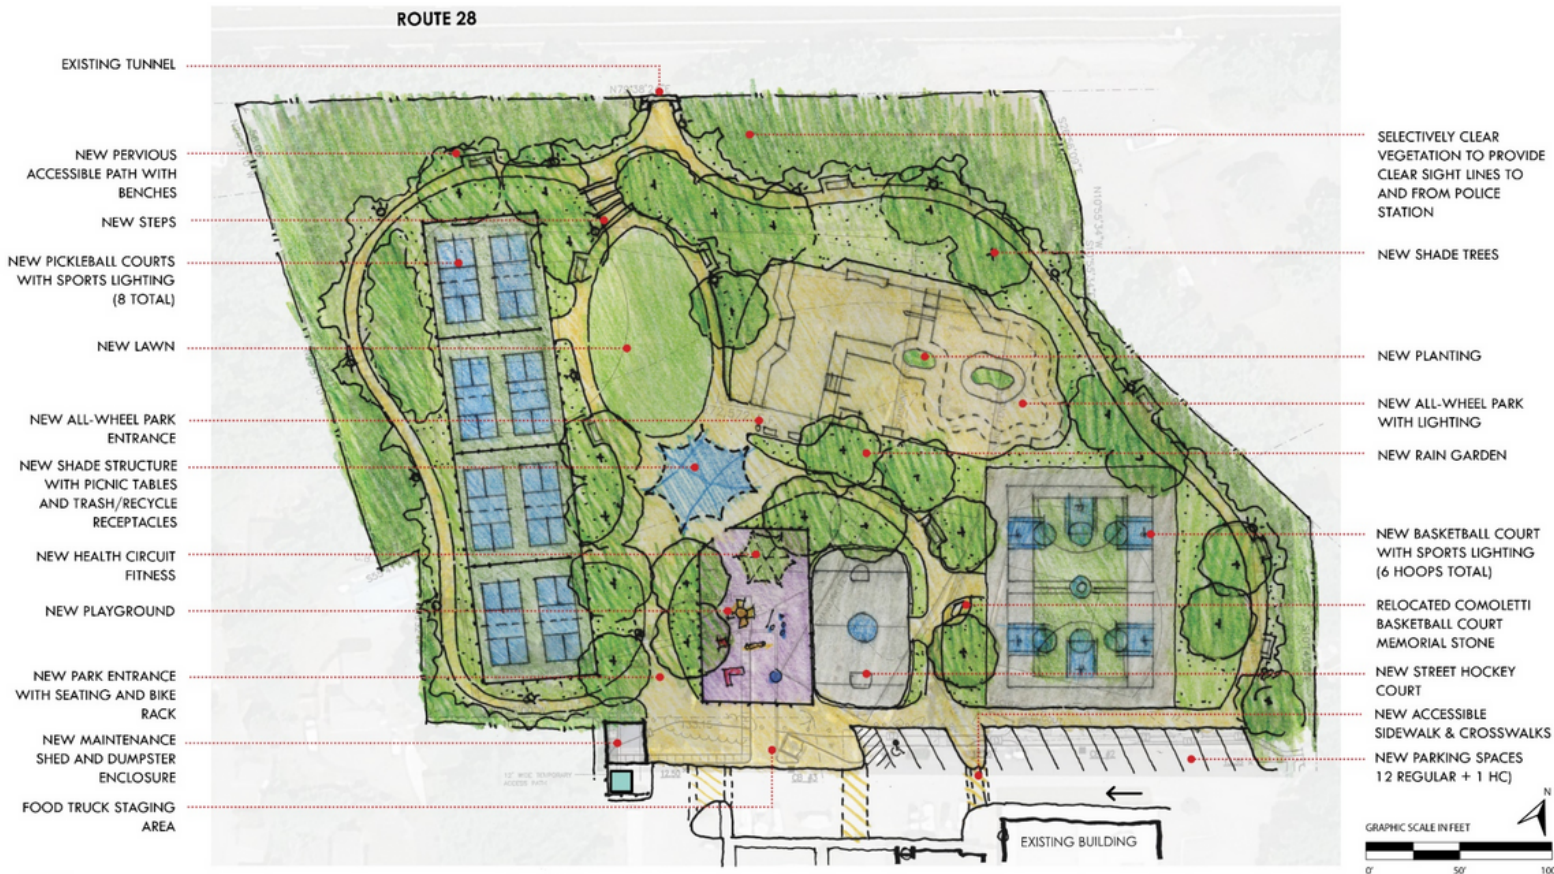 ROUTE 28
EXISTING TUNNEL
NEW PERVIOUS
ACCESSIBLE PATH WITH
BENCHES
NEW STEPS
NEW PICKLEBALL COURTS
WITH SPORTS LIGHTING
(8 TOTAL)
NEW LAWN
NEW ALL-WHEEL PARK
ENTRANCE
NEW SHADE STRUCTURE
WITH PICNIC TABLES
AND TRASH/RECYCLE
RECEPTACLES
NEW HEALTH CIRCUIT
FITNESS
NEW PLAYGROUND
NEW PARK ENTRANCE
WITH SEATING AND BIKE
RACK
NEW MAINTENANCE
SHED AND DUMPSTER
ENCLOSURE
FOOD TRUCK STAGING
AREA
SELECTIVELY CLEAR
VEGETATION TO PROVIDE
CLEAR SIGHT LINES TO
AND FROM POLICE
STATION
NEW SHADE TREES
NEW PLANTING
NEW ALL-WHEEL PARK
WITH LIGHTING
NEW RAIN GARDEN
NEW BASKETBALL COURT
WITH SPORTS LIGHTING
(6 HOOPS TOTAL)
RELOCATED COMOLETTI
BASKETBALL COURT
MEMORIAL STONE
NEW STREET HOCKEY
COURT
NEW ACCESSIBLE
SIDEWALK & CROSSWALKS
NEW PARKING SPACES
12 REGULAR + 1 HC)
EXISTING BUILDING
N
GRAPHIC SCALE IN FEET
0' 50' 100